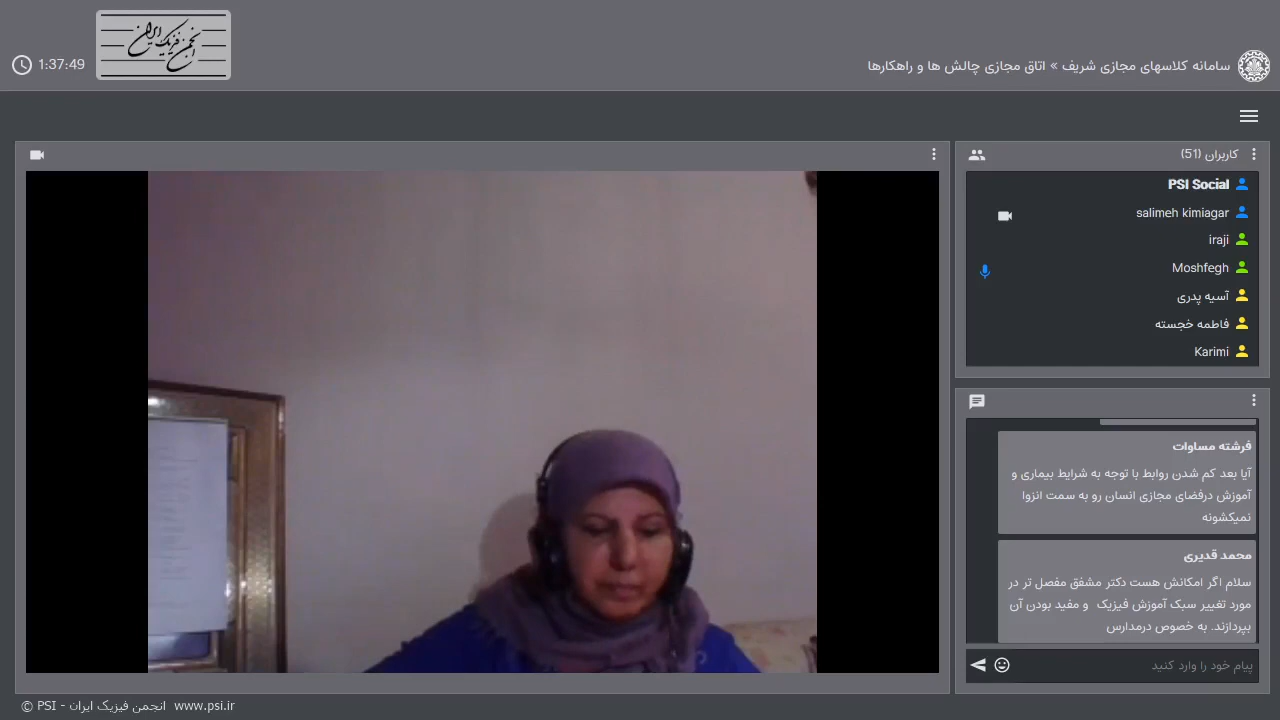 انجمن فیزیک ایران
1:37:49
سامانه کلاسهای مجازی شریف » اتاق مجازی چالش ها و راهکارها
کاربران (51)
PSI Social
salimeh kimiagar
iraji
Moshfegh
آسیه پدری
فاطمه خجسته
Karimi
فرشته مساوات
آیا بعد کم شدن روابط با توجه به شرایط بیماری و
آموزش درفضای مجازی انسان رو به سمت انزوا
نمیکشونه
محمد قدیری
سلام اگر امکانش هست دکتر مشفق مفصل تر در
مورد تغییر سبک آموزش فیزیک و مفید بودن آن
بپردازند. به خصوص درمدارس
پیام خود را وارد کنید
© PSI - انجمن فیزیک ایران www.psi.ir